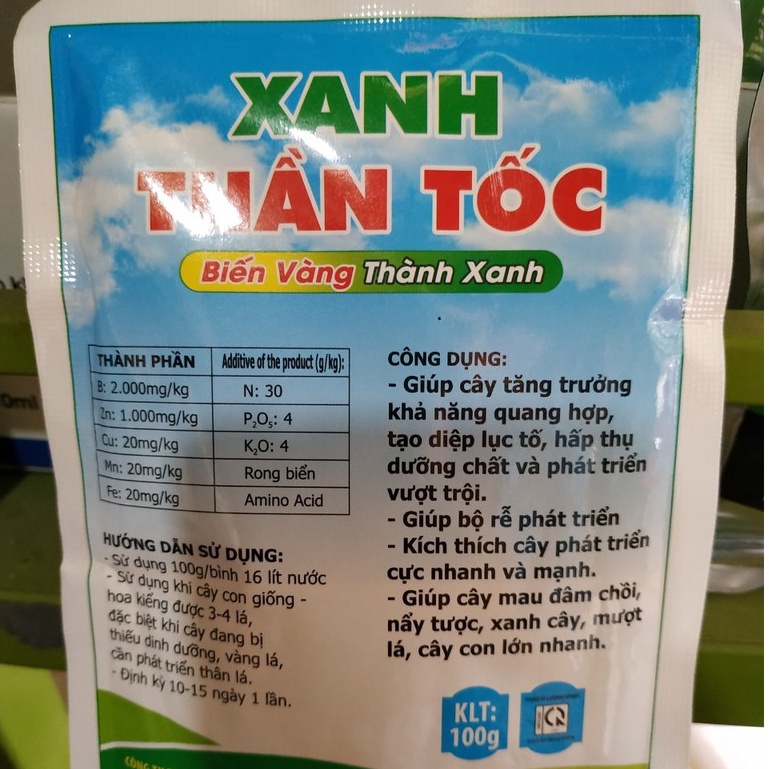 XANH
THẦN TỐC
Biến Vàng Thành Xanh
THÀNH PHẦN Additive of the product (g/kg):
B: 2.000mg/kg N: 30
Zn: 1.000mg/kg P₂O₅: 4
Cu: 20mg/kg K₂O: 4
Mn: 20mg/kg Rong biển
Fe: 20mg/kg Amino Acid
HƯỚNG DẪN SỬ DỤNG:
- Sử dụng 100g/bình 16 lít nước
- Sử dụng khi cây con giống -
hoa kiểng được 3-4 lá,
đặc biệt khi cây đang bị
thiếu dinh dưỡng, vàng lá,
cần phát triển thân lá.
- Định kỳ 10-15 ngày 1 lần.
CÔNG DỤNG:
- Giúp cây tăng trưởng
khả năng quang hợp,
tạo diệp lục tố, hấp thụ
dưỡng chất và phát triển
vượt trội.
- Giúp bộ rễ phát triển
- Kích thích cây phát triển
cực nhanh và mạnh.
- Giúp cây mau đâm chồi,
nẩy tược, xanh cây, mượt
lá, cây con lớn nhanh.
KLT:
100g